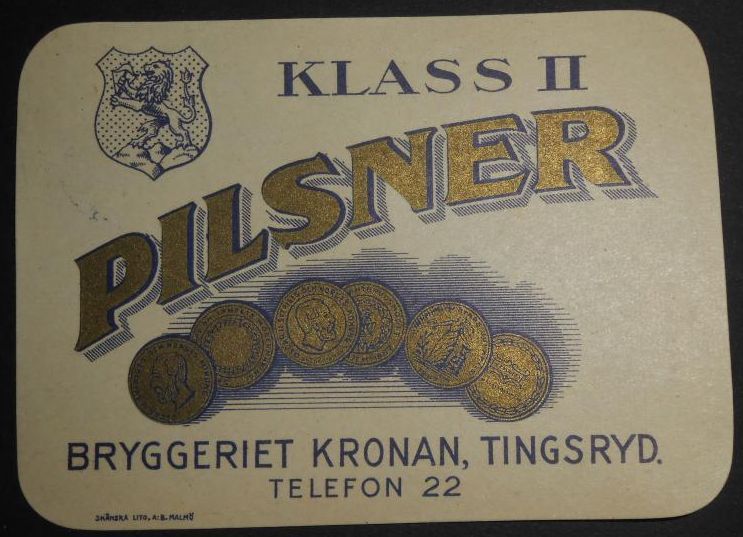 KLASS II
PILSNER
BRYGGERIET KRONAN, TINGSRYD.
TELEFON 22
SKÅNSKA LITO. A.B. MALMÖ